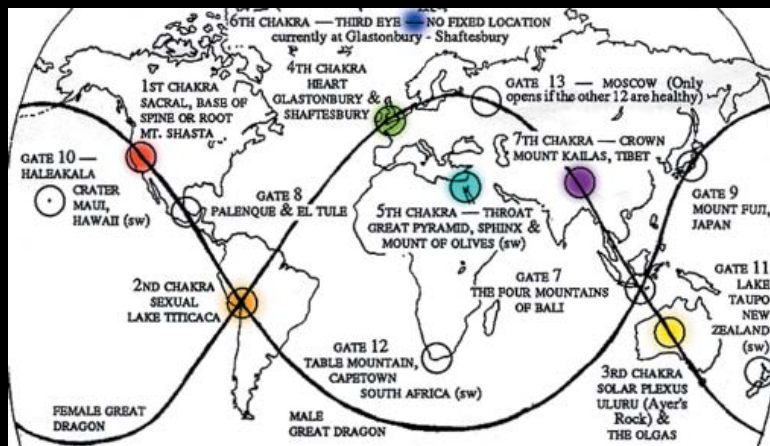 6TH CHAKRA — THIRD EYE — NO FIXED LOCATION
currently at Glastonbury - Shaftesbury
4TH CHAKRA
HEART
GLASTONBURY &
SHAFTESBURY
GATE 13 — MOSCOW (Only
opens if the other 12 are healthy)
1ST CHAKRA
SACRAL, BASE OF
SPINE OR ROOT
MT. SHASTA
7TH CHAKRA — CROWN
MOUNT KAILAS, TIBET
GATE 10 —
HALEAKALA
CRATER
MAUI,
HAWAII (sw)
GATE 8
PALENQUE & EL TULE
5TH CHAKRA — THROAT
GREAT PYRAMID, SPHINX &
MOUNT OF OLIVES (sw)
GATE 9
MOUNT FUJI,
JAPAN
2ND CHAKRA
SEXUAL
LAKE TITICACA
GATE 7
THE FOUR MOUNTAINS
OF BALI
GATE 11
LAKE
TAUPO
NEW
ZEALAND
(sw)
GATE 12
TABLE MOUNTAIN,
CAPETOWN
SOUTH AFRICA (sw)
3RD CHAKRA
SOLAR PLEXUS
ULURU (Ayer's
Rock) &
THE OLGAS
FEMALE GREAT
DRAGON
MALE
GREAT DRAGON